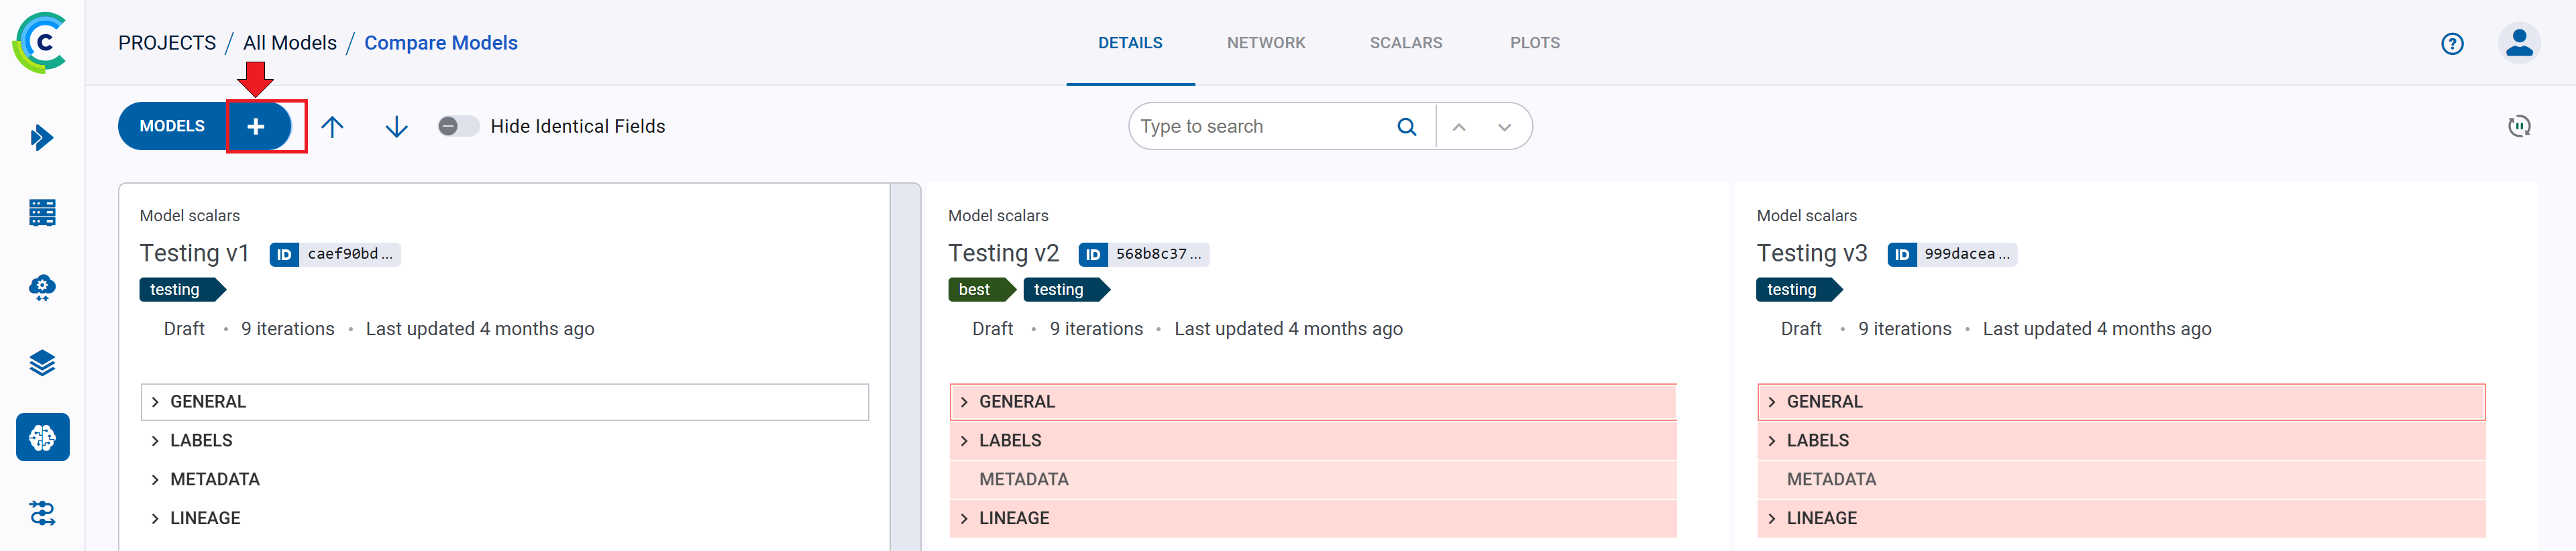 PROJECTS / All Models / Compare Models
DETAILS NETWORK SCALARS PLOTS
MODELS + Hide Identical Fields Type to search
Model scalars
Testing v1 ID caef90bd...
testing
Draft • 9 iterations • Last updated 4 months ago
GENERAL
LABELS
METADATA
LINEAGE
Model scalars
Testing v2 ID 568b8c37...
best testing
Draft • 9 iterations • Last updated 4 months ago
GENERAL
LABELS
METADATA
LINEAGE
Model scalars
Testing v3 ID 999dacea...
testing
Draft • 9 iterations • Last updated 4 months ago
GENERAL
LABELS
METADATA
LINEAGE